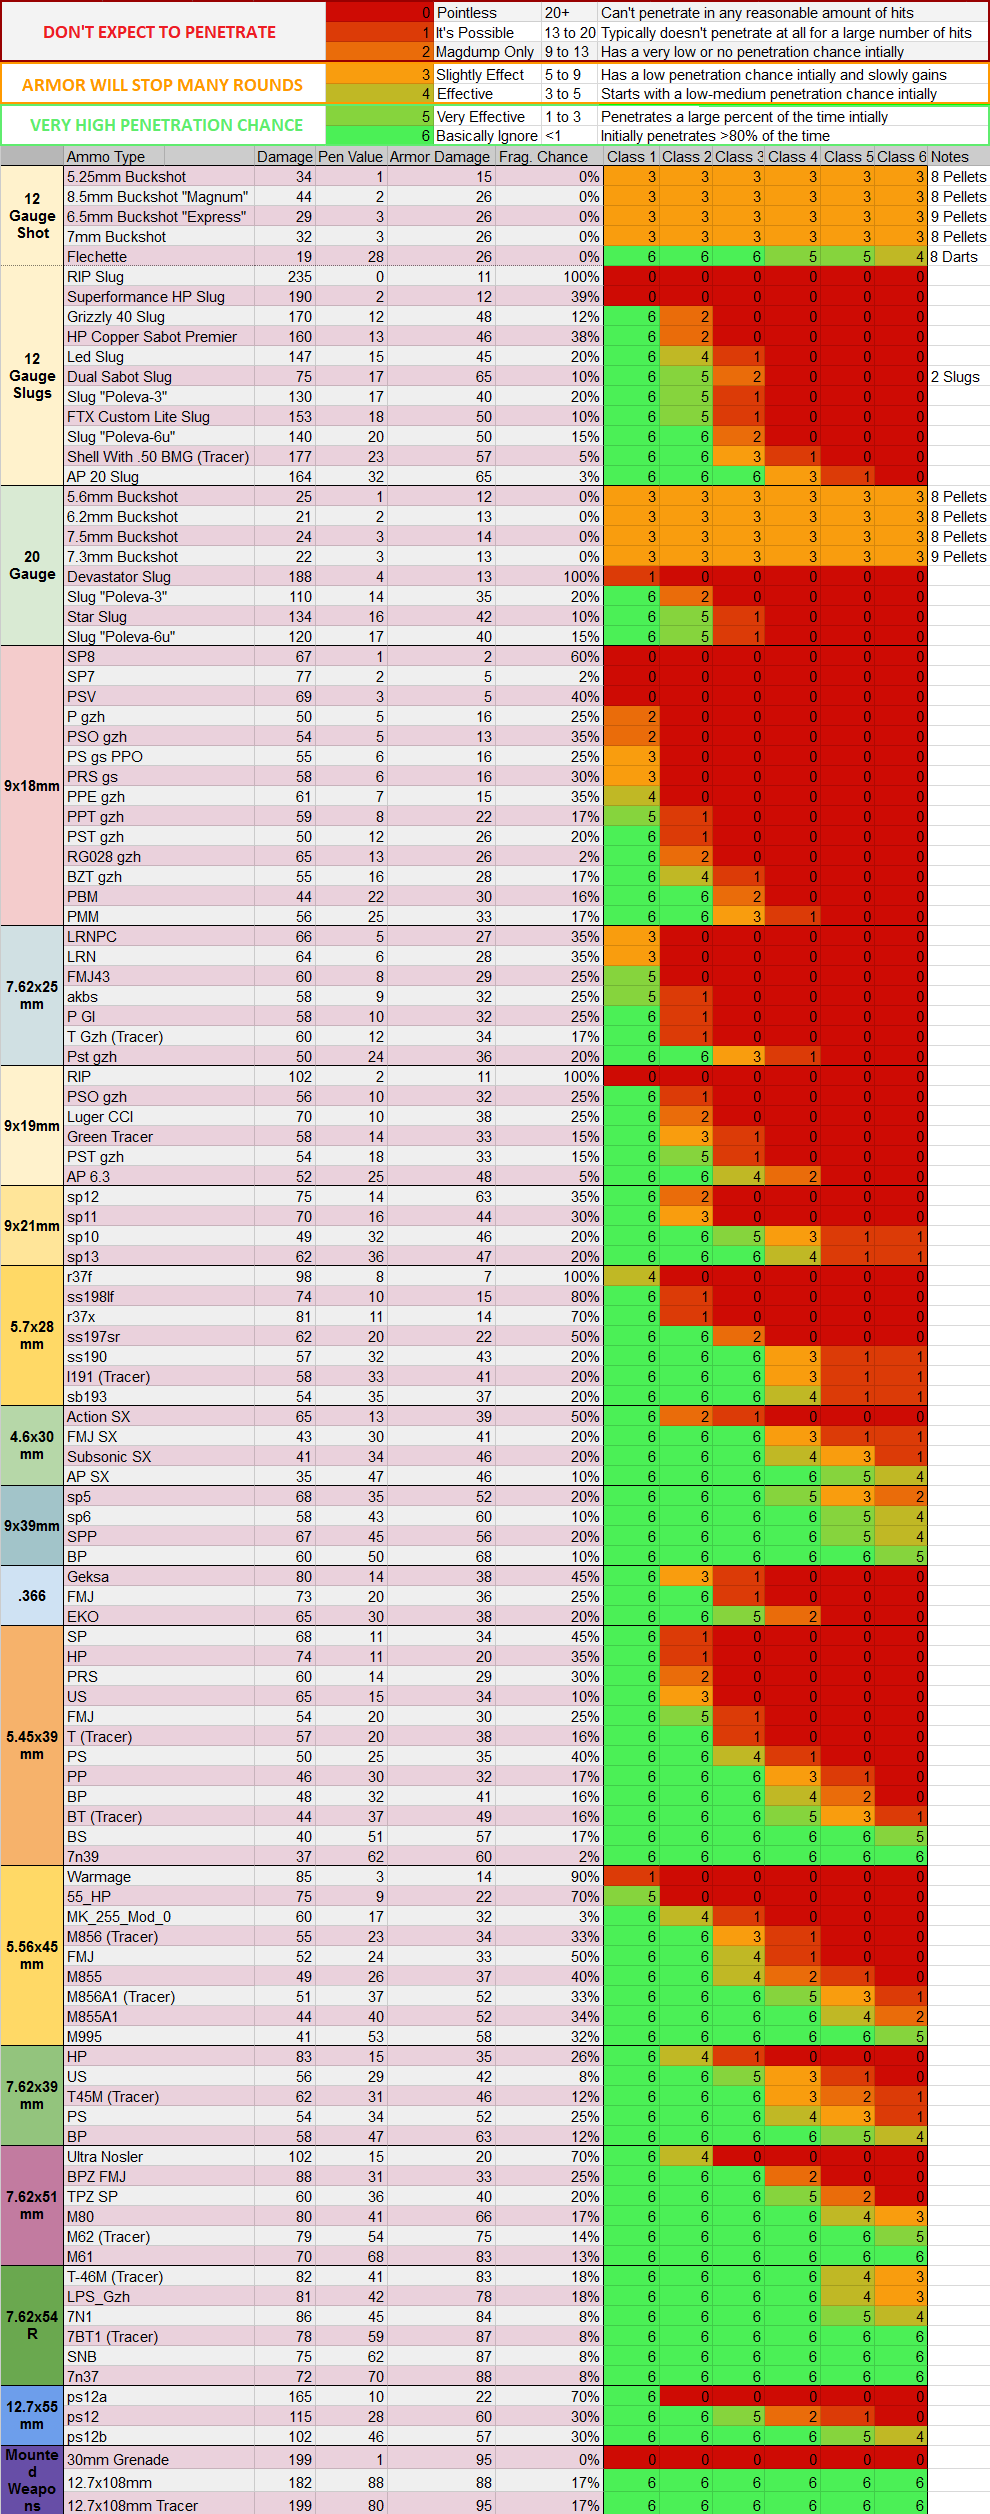 DON'T EXPECT TO PENETRATE
0 Pointless 20+ Can't penetrate in any reasonable amount of hits
1 It's Possible 13 to 20 Typically doesn't penetrate at all for a large number of hits
2 Magdump Only 9 to 13 Has a very low or no penetration chance intially
ARMOR WILL STOP MANY ROUNDS
3 Slightly Effect 5 to 9 Has a low penetration chance intially and slowly gains
4 Effective 3 to 5 Starts with a low-medium penetration chance intially
VERY HIGH PENETRATION CHANCE
5 Very Effective 1 to 3 Penetrates a large percent of the time intially
6 Basically Ignore <1 Initially penetrates >80% of the time
Ammo Type Damage Pen Value Armor Damage Frag. Chance Class 1 Class 2 Class 3 Class 4 Class 5 Class 6 Notes
12 Gauge Shot
5.25mm Buckshot 34 1 15 0% 3 3 3 3 3 3 8 Pellets
8.5mm Buckshot "Magnum" 44 2 26 0% 3 3 3 3 3 3 8 Pellets
6.5mm Buckshot "Express" 29 3 26 0% 3 3 3 3 3 3 9 Pellets
7mm Buckshot 32 3 26 0% 3 3 3 3 3 3 8 Pellets
Flechette 19 28 26 0% 6 6 6 5 5 4 8 Darts
12 Gauge Slugs
RIP Slug 235 0 11 100% 0 0 0 0 0 0
Superformance HP Slug 190 2 12 39% 0 0 0 0 0 0
Grizzly 40 Slug 170 12 48 12% 6 2 0 0 0 0
HP Copper Sabot Premier 160 13 46 38% 6 2 0 0 0 0
Led Slug 147 15 45 20% 6 4 1 0 0 0
Dual Sabot Slug 75 17 65 10% 6 5 2 0 0 0 2 Slugs
Slug "Poleva-3" 130 17 40 20% 6 5 1 0 0 0
FTX Custom Lite Slug 153 18 50 10% 6 5 1 0 0 0
Slug "Poleva-6u" 140 20 50 15% 6 6 2 0 0 0
Shell With .50 BMG (Tracer) 177 23 57 5% 6 6 3 1 0 0
AP 20 Slug 164 32 65 3% 6 6 6 3 1 0
20 Gauge
5.6mm Buckshot 25 1 12 0% 3 3 3 3 3 3 8 Pellets
6.2mm Buckshot 21 2 13 0% 3 3 3 3 3 3 8 Pellets
7.5mm Buckshot 24 3 14 0% 3 3 3 3 3 3 8 Pellets
7.3mm Buckshot 22 3 13 0% 3 3 3 3 3 3 9 Pellets
Devastator Slug 188 4 13 100% 1 0 0 0 0 0
Slug "Poleva-3" 110 14 35 20% 6 2 0 0 0 0
Star Slug 134 16 42 10% 6 5 1 0 0 0
Slug "Poleva-6u" 120 17 40 15% 6 5 1 0 0 0
9x18mm
SP8 67 1 2 60% 0 0 0 0 0 0
SP7 77 2 5 2% 0 0 0 0 0 0
PSV 69 3 5 40% 0 0 0 0 0 0
P gzh 50 5 16 25% 2 0 0 0 0 0
PSO gzh 54 5 13 35% 2 0 0 0 0 0
PS gs PPO 55 6 16 25% 3 0 0 0 0 0
PRS gs 58 6 16 30% 3 0 0 0 0 0
PPE gzh 61 7 15 35% 4 0 0 0 0 0
PPT gzh 59 8 22 17% 5 1 0 0 0 0
PST gzh 50 12 26 20% 6 1 0 0 0 0
RG028 gzh 65 13 26 2% 6 2 0 0 0 0
BZT gzh 55 16 28 17% 6 4 1 0 0 0
PBM 44 22 30 16% 6 6 2 0 0 0
PMM 56 25 33 17% 6 6 3 1 0 0
7.62x25 mm
LRNPC 66 5 27 35% 3 0 0 0 0 0
LRN 64 6 28 35% 3 0 0 0 0 0
FMJ43 60 8 29 25% 5 0 0 0 0 0
akbs 58 9 32 25% 5 1 0 0 0 0
P Gl 58 10 32 25% 6 1 0 0 0 0
T Gzh (Tracer) 60 12 34 17% 6 1 0 0 0 0
Pst gzh 50 24 36 20% 6 6 3 1 0 0
9x19mm
RIP 102 2 11 100% 0 0 0 0 0 0
PSO gzh 56 10 32 25% 6 1 0 0 0 0
Luger CCI 70 10 38 25% 6 2 0 0 0 0
Green Tracer 58 14 33 15% 6 3 1 0 0 0
PST gzh 54 18 33 15% 6 5 1 0 0 0
AP 6.3 52 25 48 5% 6 6 4 2 0 0
9x21mm
sp12 75 14 63 35% 6 2 0 0 0 0
sp11 70 16 44 30% 6 3 0 0 0 0
sp10 49 32 46 20% 6 6 5 3 1 1
sp13 62 36 47 20% 6 6 6 4 1 1
5.7x28 mm
r37f 98 8 7 100% 4 0 0 0 0 0
ss198lf 74 10 15 80% 6 1 0 0 0 0
r37x 81 11 14 70% 6 1 0 0 0 0
ss197sr 62 20 22 50% 6 6 2 0 0 0
ss190 57 32 43 20% 6 6 6 3 1 1
l191 (Tracer) 58 33 41 20% 6 6 6 3 1 1
sb193 54 35 37 20% 6 6 6 4 1 1
4.6x30 mm
Action SX 65 13 39 50% 6 2 1 0 0 0
FMJ SX 43 30 41 20% 6 6 6 3 1 1
Subsonic SX 41 34 46 20% 6 6 6 4 3 1
AP SX 35 47 46 10% 6 6 6 6 5 4
9x39mm
sp5 68 35 52 20% 6 6 6 5 3 2
sp6 58 43 60 10% 6 6 6 6 5 4
SPP 67 45 56 20% 6 6 6 6 5 4
BP 60 50 68 10% 6 6 6 6 6 5
.366
Geksa 80 14 38 45% 6 3 1 0 0 0
FMJ 73 20 36 25% 6 6 1 0 0 0
EKO 65 30 38 20% 6 6 5 2 0 0
5.45x39 mm
SP 68 11 34 45% 6 1 0 0 0 0
HP 74 11 20 35% 6 1 0 0 0 0
PRS 60 14 29 30% 6 2 0 0 0 0
US 65 15 34 10% 6 3 0 0 0 0
FMJ 54 20 30 25% 6 5 1 0 0 0
T (Tracer) 57 20 38 16% 6 6 1 0 0 0
PS 50 25 35 40% 6 6 4 1 0 0
PP 46 30 32 17% 6 6 6 3 1 0
BP 48 32 41 16% 6 6 6 4 2 0
BT (Tracer) 44 37 49 16% 6 6 6 5 3 1
BS 40 51 57 17% 6 6 6 6 6 5
7n39 37 62 60 2% 6 6 6 6 6 6
5.56x45 mm
Warmage 85 3 14 90% 1 0 0 0 0 0
55_HP 75 9 22 70% 5 0 0 0 0 0
MK_255_Mod_0 60 17 32 3% 6 4 1 0 0 0
M856 (Tracer) 55 23 34 33% 6 6 3 1 0 0
FMJ 52 24 33 50% 6 6 4 1 0 0
M855 49 26 37 40% 6 6 4 2 1 0
M856A1 (Tracer) 51 37 52 33% 6 6 6 5 3 1
M855A1 44 40 52 34% 6 6 6 6 4 2
M995 41 53 58 32% 6 6 6 6 6 5
7.62x39 mm
HP 83 15 35 26% 6 4 1 0 0 0
US 56 29 42 8% 6 6 5 3 1 0
T45M (Tracer) 62 31 46 12% 6 6 6 3 2 1
PS 54 34 52 25% 6 6 6 4 3 1
BP 58 47 63 12% 6 6 6 6 5 4
7.62x51 mm
Ultra Nosler 102 15 20 70% 6 4 0 0 0 0
BPZ FMJ 88 31 33 25% 6 6 6 2 0 0
TPZ SP 60 36 40 20% 6 6 6 5 2 0
M80 80 41 66 17% 6 6 6 6 4 3
M62 (Tracer) 79 54 75 14% 6 6 6 6 6 5
M61 70 68 83 13% 6 6 6 6 6 6
7.62x54 R
T-46M (Tracer) 82 41 83 18% 6 6 6 6 4 3
LPS_Gzh 81 42 78 18% 6 6 6 6 4 3
7N1 86 45 84 8% 6 6 6 6 5 4
7BT1 (Tracer) 78 59 87 8% 6 6 6 6 6 6
SNB 75 62 87 8% 6 6 6 6 6 6
7n37 72 70 88 8% 6 6 6 6 6 6
12.7x55 mm
ps12a 165 10 22 70% 6 0 0 0 0 0
ps12 115 28 60 30% 6 6 5 2 1 0
ps12b 102 46 57 30% 6 6 6 6 5 4
Mounted Weapons
30mm Grenade 199 1 95 0% 0 0 0 0 0 0
12.7x108mm 182 88 88 17% 6 6 6 6 6 6
12.7x108mm Tracer 199 80 95 17% 6 6 6 6 6 6